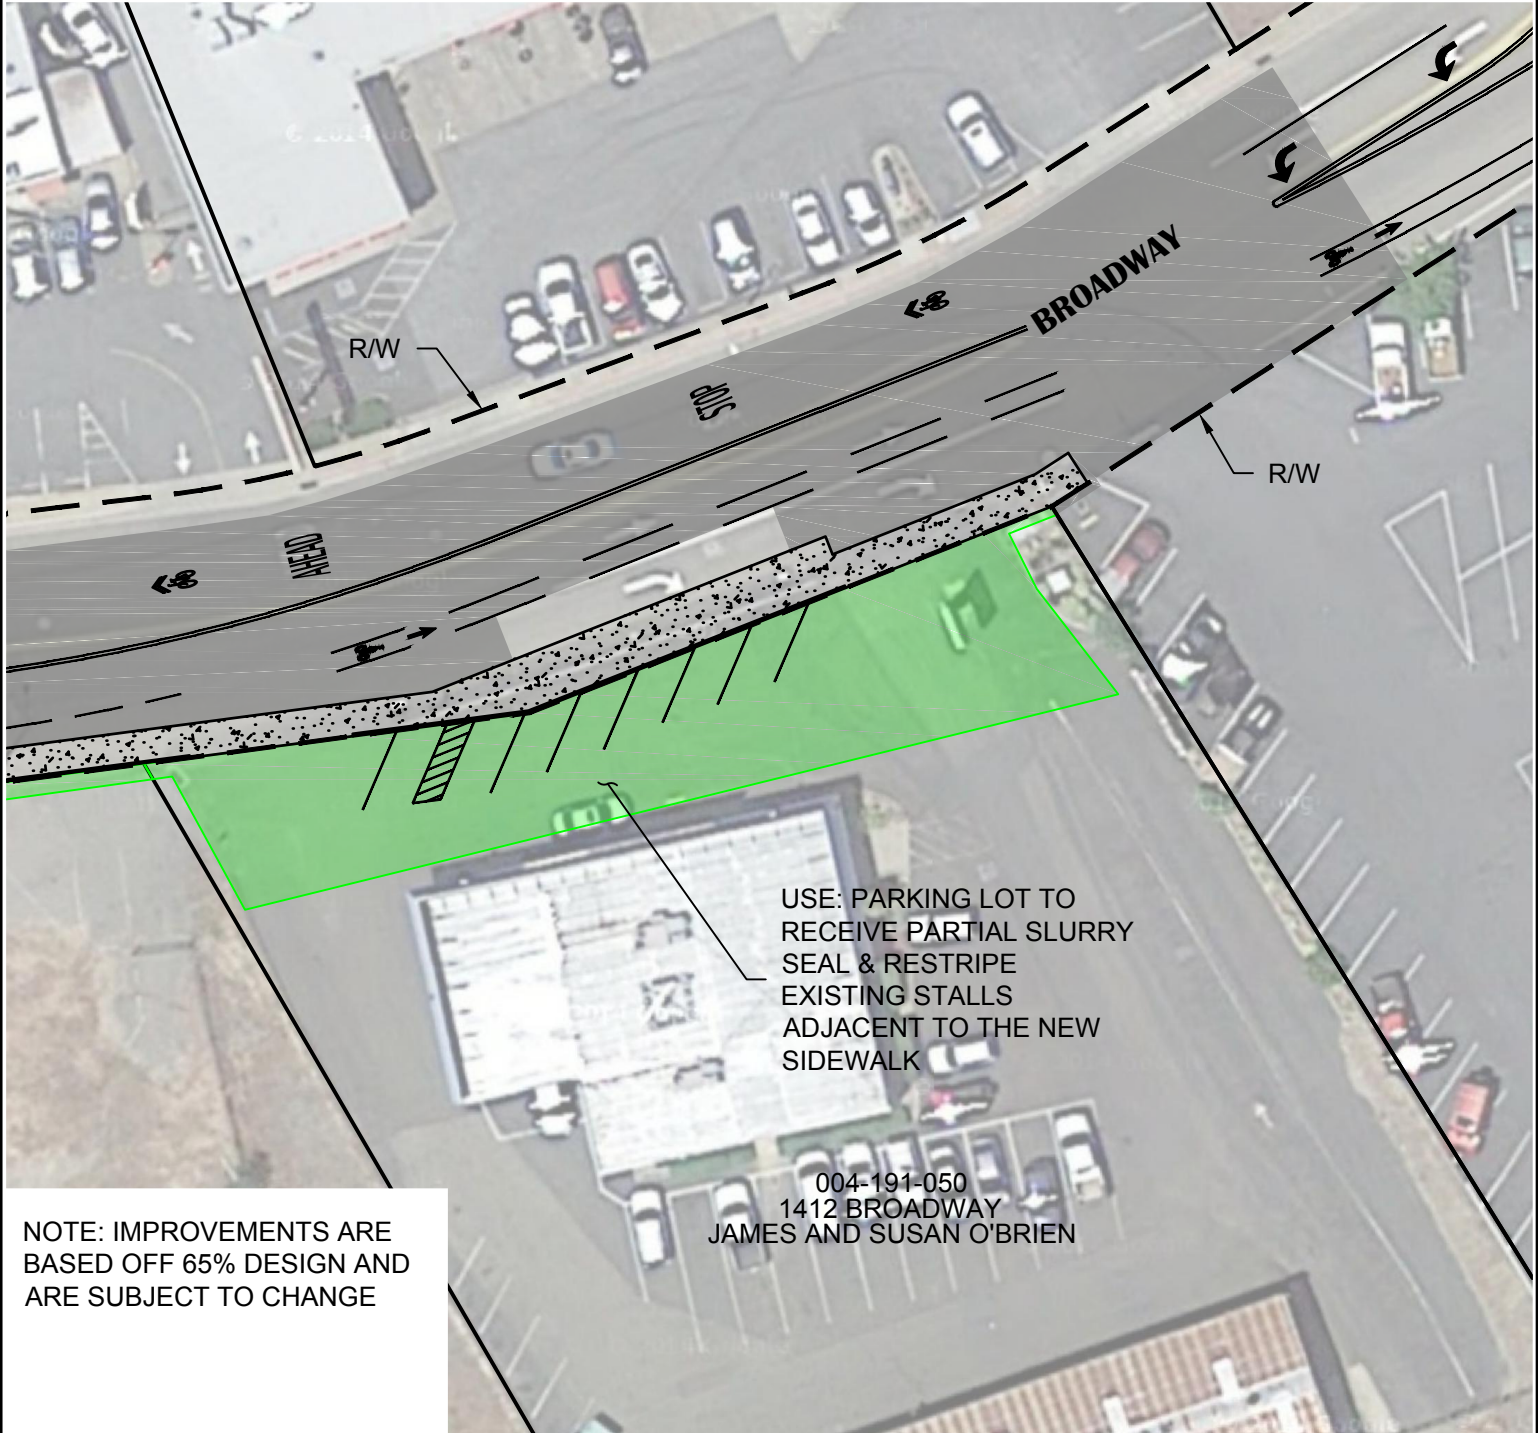 BROADWAY
R/W
STOP
R/W
AHEAD
USE: PARKING LOT TO
RECEIVE PARTIAL SLURRY
SEAL & RESTRIPE
EXISTING STALLS
ADJACENT TO THE NEW
SIDEWALK
004-191-050
1412 BROADWAY
JAMES AND SUSAN O'BRIEN
NOTE: IMPROVEMENTS ARE
BASED OFF 65% DESIGN AND
ARE SUBJECT TO CHANGE